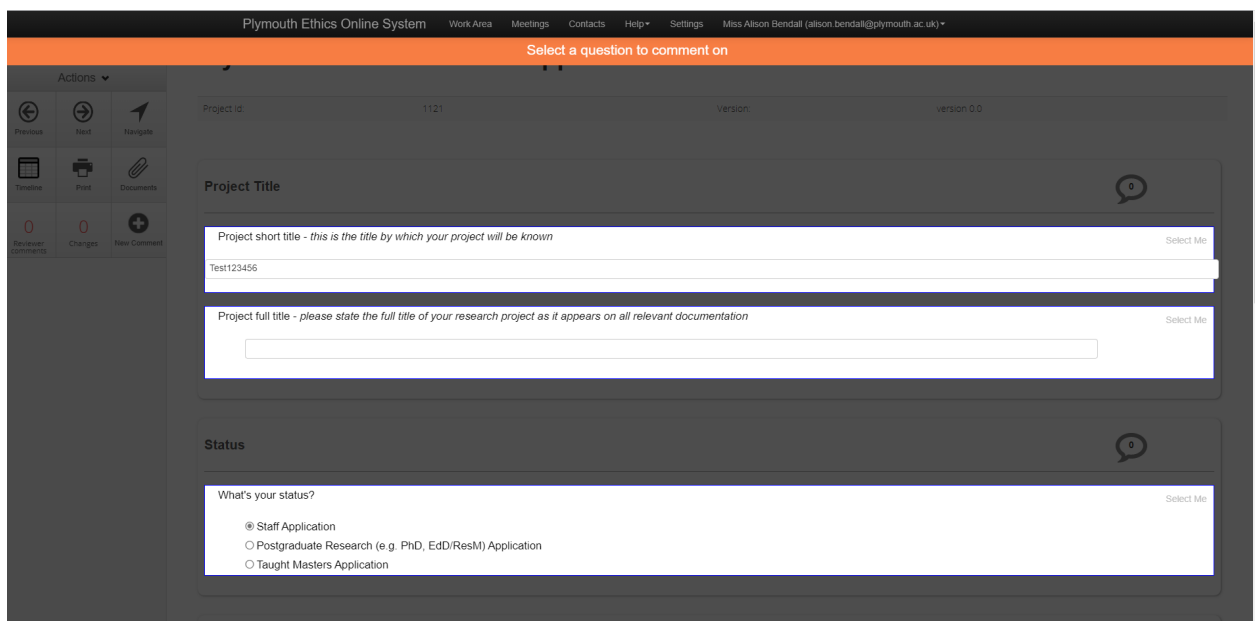 Plymouth Ethics Online System Work Area Meetings Contacts Help Settings Miss Alison Bendall (alison.bendall@plymouth.ac.uk)
Select a question to comment on
Actions
Previous Next Navigate
Project Id: 1121 Version: version 0.0
Timeline Print Documents
Project Title 0
0 0
Reviewer comments Changes New Comment
Project short title - this is the title by which your project will be known Select Me
Test123456
Project full title - please state the full title of your research project as it appears on all relevant documentation Select Me
Status 0
What's your status? Select Me
Staff Application
Postgraduate Research (e.g. PhD, EdD/ResM) Application
Taught Masters Application